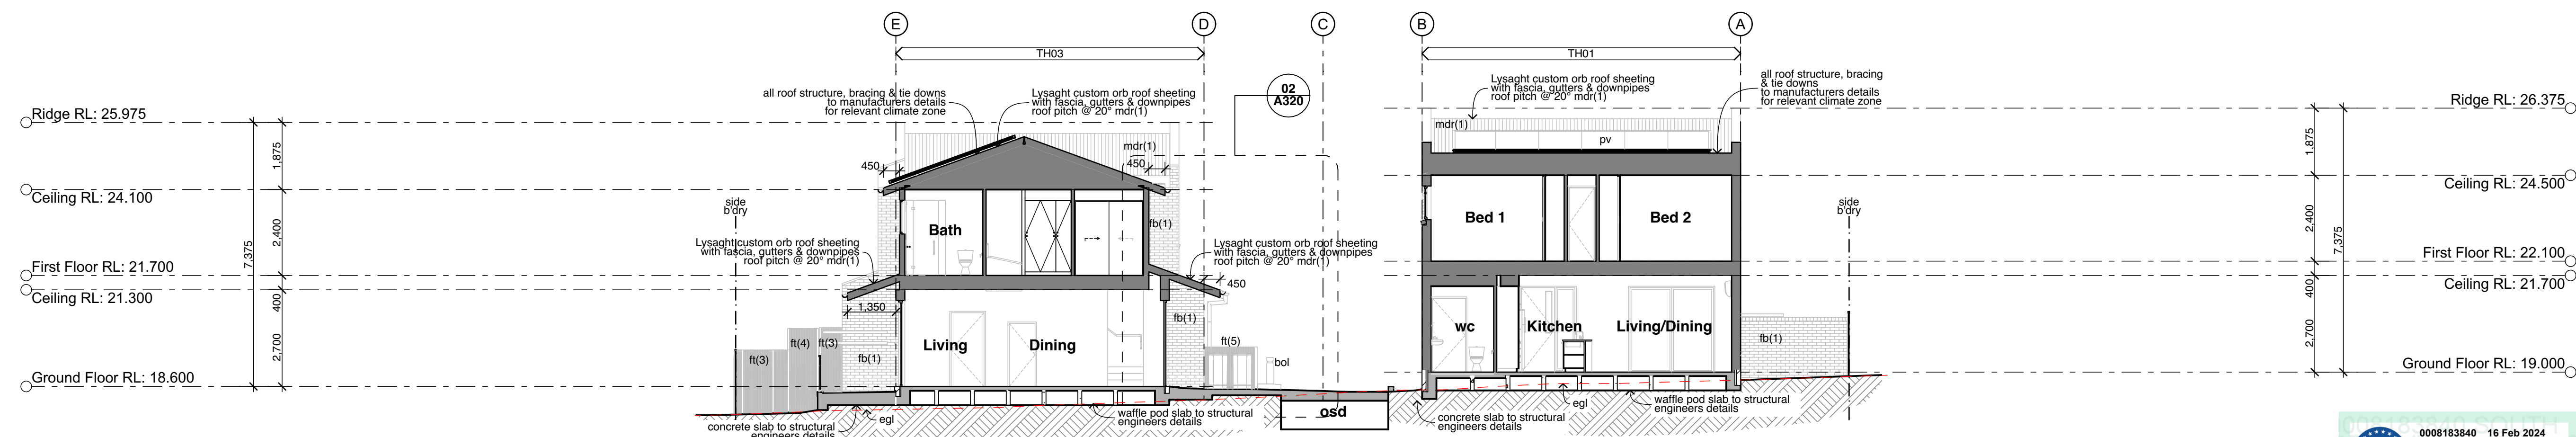 E
D
C
B
A
TH03
TH01
02
A320
all roof structure, bracing & tie downs
to manufacturers details
for relevant climate zone
Lysaght custom orb roof sheeting
with fascia, gutters & downpipes
roof pitch @ 20° mdr(1)
Lysaght custom orb roof sheeting
with fascia, gutters & downpipes
roof pitch @ 20° mdr(1)
all roof structure, bracing
& tie downs
to manufacturers details
for relevant climate zone
Ridge RL: 25.975
Ceiling RL: 24.100
First Floor RL: 21.700
Ceiling RL: 21.300
Ground Floor RL: 18.600
7,375
1,875
2,400
400
2,700
side
b'dry
450
mdr(1)
450
Bath
fb(1)
Lysaght custom orb roof sheeting
with fascia, gutters & downpipes
roof pitch @ 20° mdr(1)
Lysaght custom orb roof sheeting
with fascia, gutters & downpipes
roof pitch @ 20° mdr(1)
450
1,350
fb(1)
ft(3)
ft(4)
ft(3)
fb(1)
Living
Dining
ft(5)
bol
osd
egl
concrete slab to structural
engineers details
waffle pod slab to structural
engineers details
mdr(1)
pv
Bed 1
Bed 2
wc
Kitchen
Living/Dining
fb(1)
side
b'dry
concrete slab to structural
engineers details
egl
waffle pod slab to structural
engineers details
1,875
2,400
400
2,700
7,375
Ridge RL: 26.375
Ceiling RL: 24.500
First Floor RL: 22.100
Ceiling RL: 21.700
Ground Floor RL: 19.000
0008183840 SOUTH
0008183840 16 Feb 2024